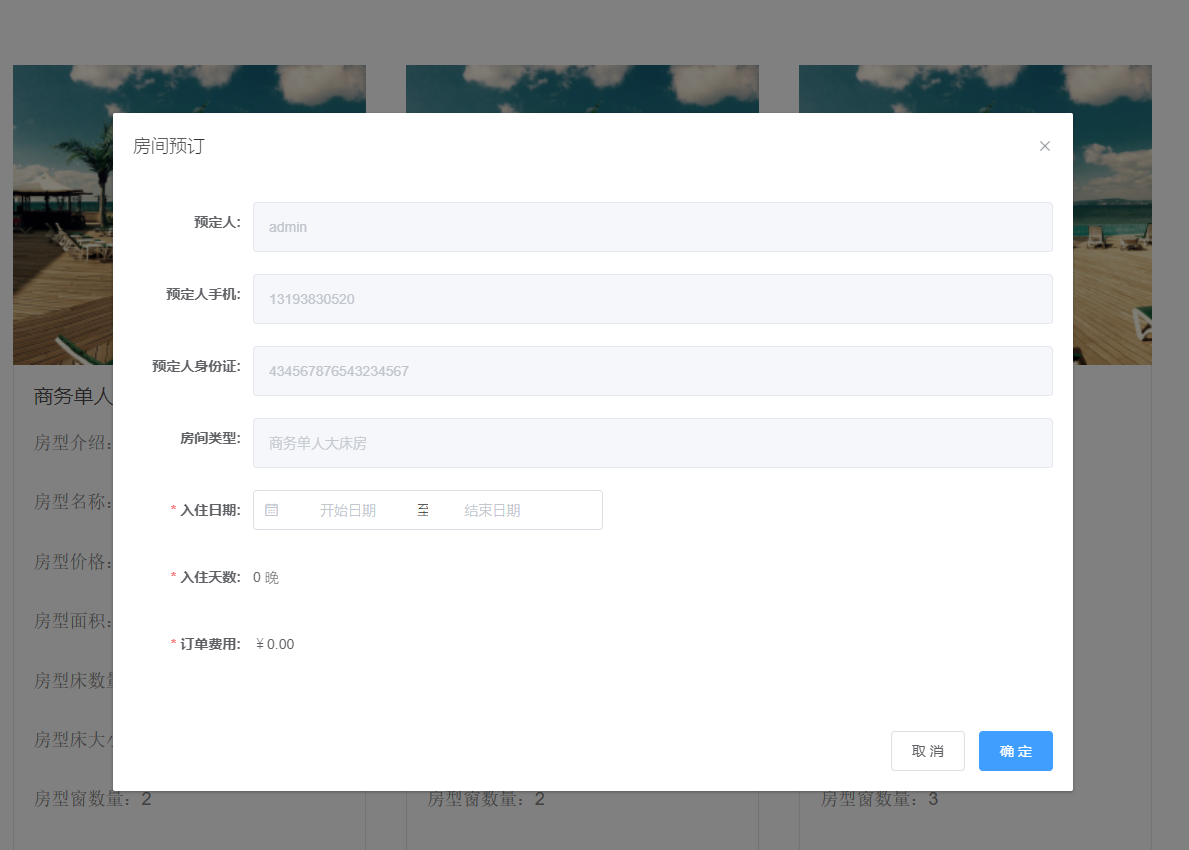 房间预订
预定人:
admin
预定人手机:
13193830520
预定人身份证:
434567876543234567
房间类型:
商务单人大床房
* 入住日期:
开始日期 至 结束日期
* 入住天数: 0 晚
* 订单费用: ￥0.00
取 消 确 定
商务单人
房型介绍:
房型名称:
房型价格:
房型面积:
房型床数量
房型床大小
房型窗数量：2
房型窗数量：2
房型窗数量：3